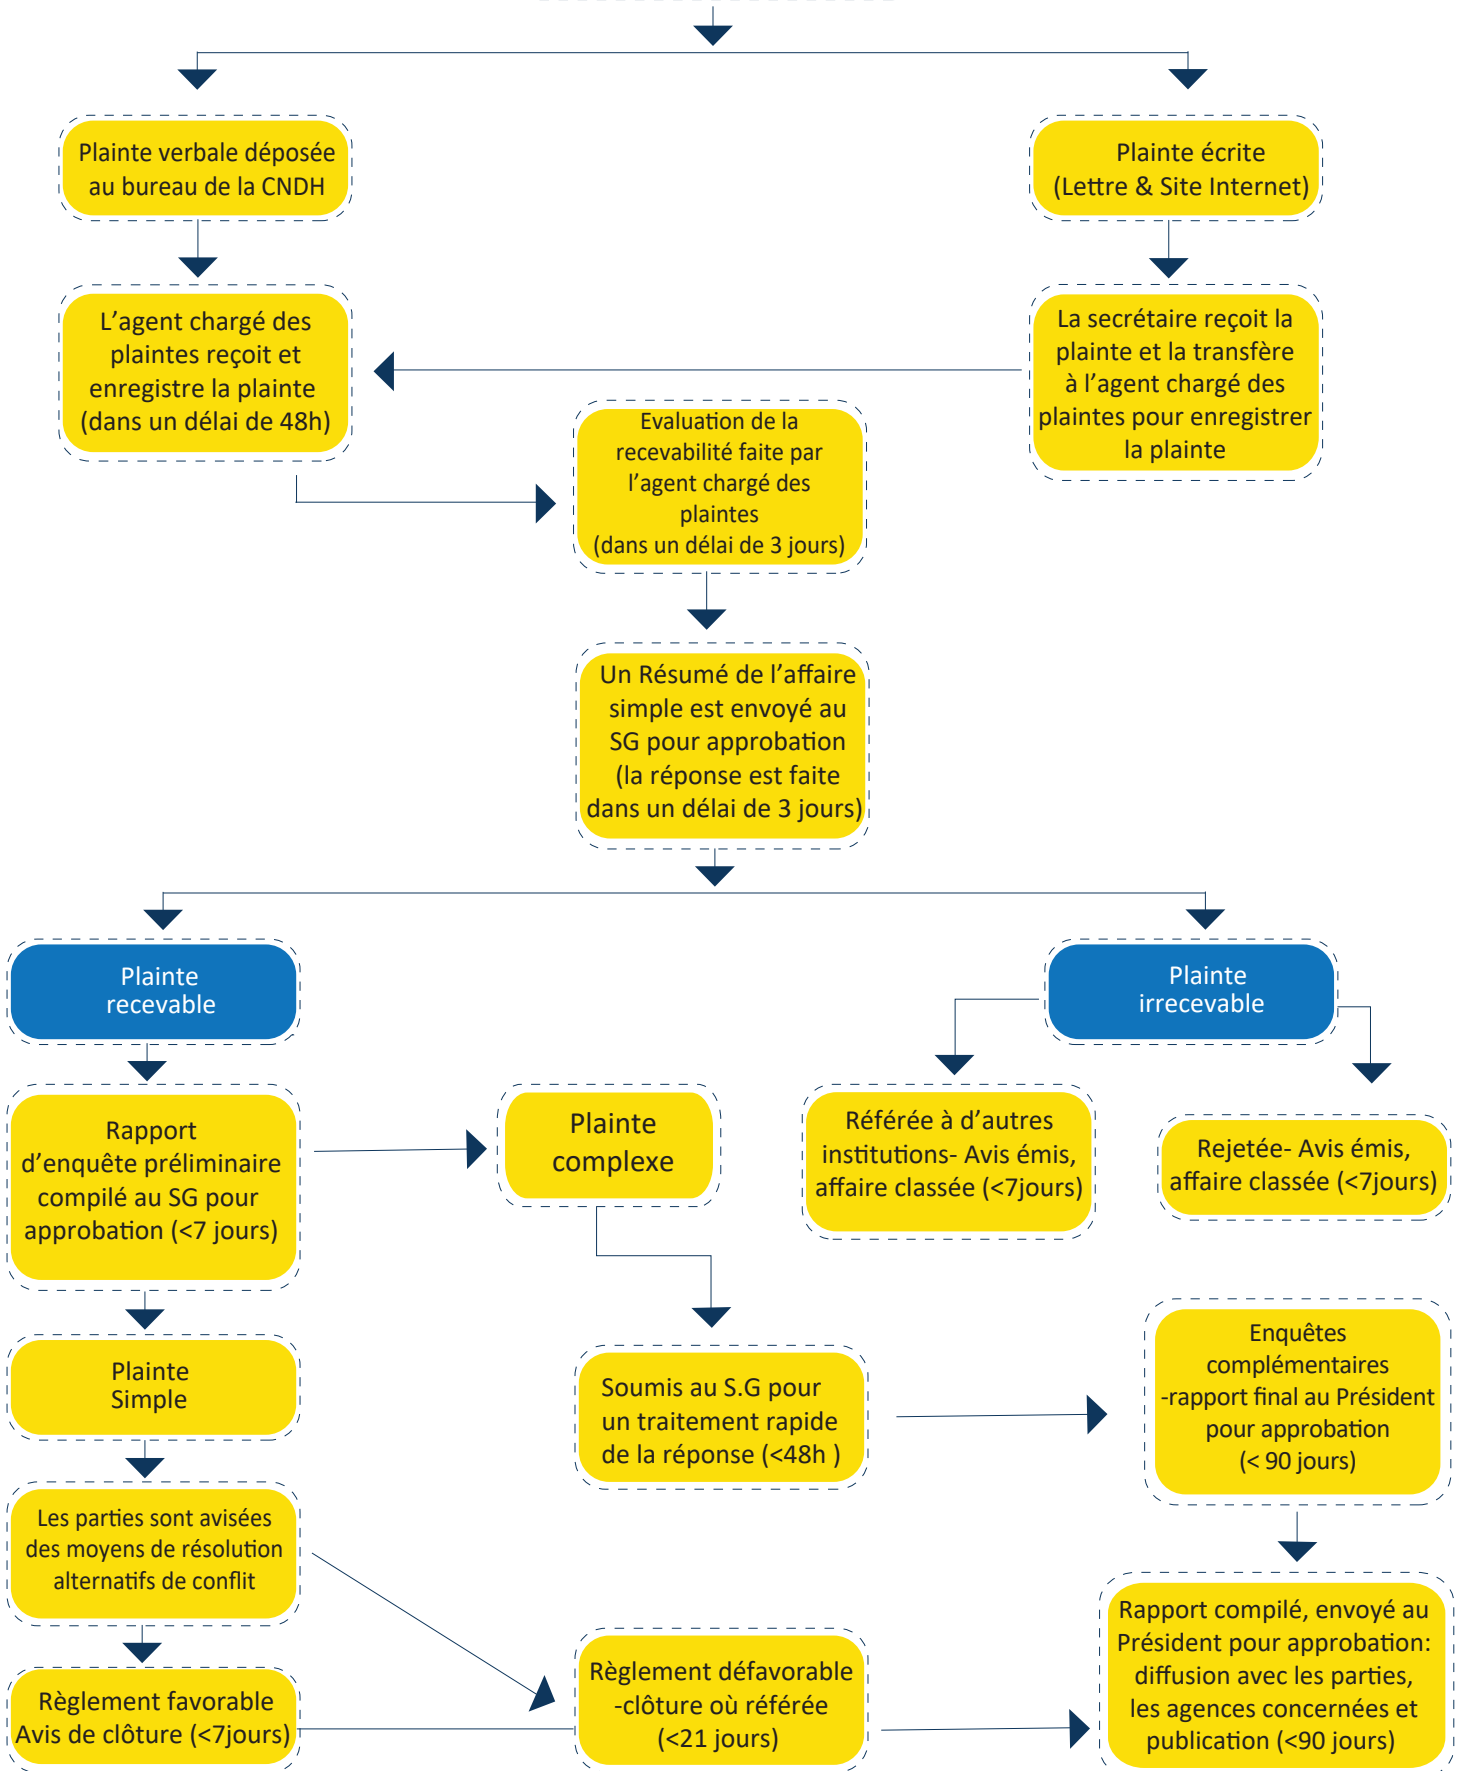 Plainte verbale déposée
au bureau de la CNDH
Plainte écrite
(Lettre & Site Internet)
L’agent chargé des
plaintes reçoit et
enregistre la plainte
(dans un délai de 48h)
La secrétaire reçoit la
plainte et la transfère
à l’agent chargé des
plaintes pour enregistrer
la plainte
Evaluation de la
recevabilité faite par
l’agent chargé des
plaintes
(dans un délai de 3 jours)
Un Résumé de l’affaire
simple est envoyé au
SG pour approbation
(la réponse est faite
dans un délai de 3 jours)
Plainte
recevable
Plainte
irrecevable
Rapport
d’enquête préliminaire
compilé au SG pour
approbation (<7 jours)
Plainte
complexe
Référée à d’autres
institutions- Avis émis,
affaire classée (<7jours)
Rejetée- Avis émis,
affaire classée (<7jours)
Plainte
Simple
Soumis au S.G pour
un traitement rapide
de la réponse (<48h )
Enquêtes
complémentaires
-rapport final au Président
pour approbation
(< 90 jours)
Les parties sont avisées
des moyens de résolution
alternatifs de conflit
Règlement favorable
Avis de clôture (<7jours)
Règlement défavorable
-clôture où référée
(<21 jours)
Rapport compilé, envoyé au
Président pour approbation:
diffusion avec les parties,
les agences concernées et
publication (<90 jours)